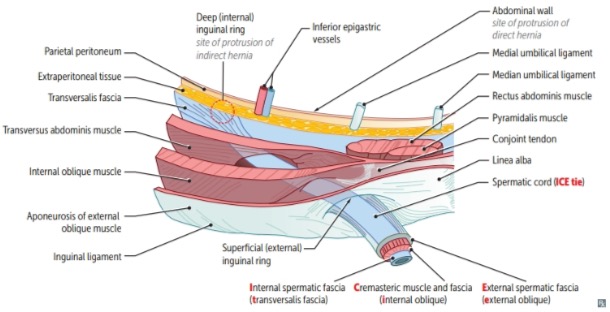 Deep (internal)
inguinal ring
site of protrusion of
indirect hernia
Inferior epigastric
vessels
Abdominal wall
site of protrusion of
direct hernia
Parietal peritoneum
Extraperitoneal tissue
Transversalis fascia
Transversus abdominis muscle
Internal oblique muscle
Aponeurosis of external
oblique muscle
Inguinal ligament
Medial umbilical ligament
Median umbilical ligament
Rectus abdominis muscle
Pyramidalis muscle
Conjoint tendon
Linea alba
Spermatic cord (ICE tie)
Superficial (external)
inguinal ring
Internal spermatic fascia
(transversalis fascia)
Cremasteric muscle and fascia
(internal oblique)
External spermatic fascia
(external oblique)